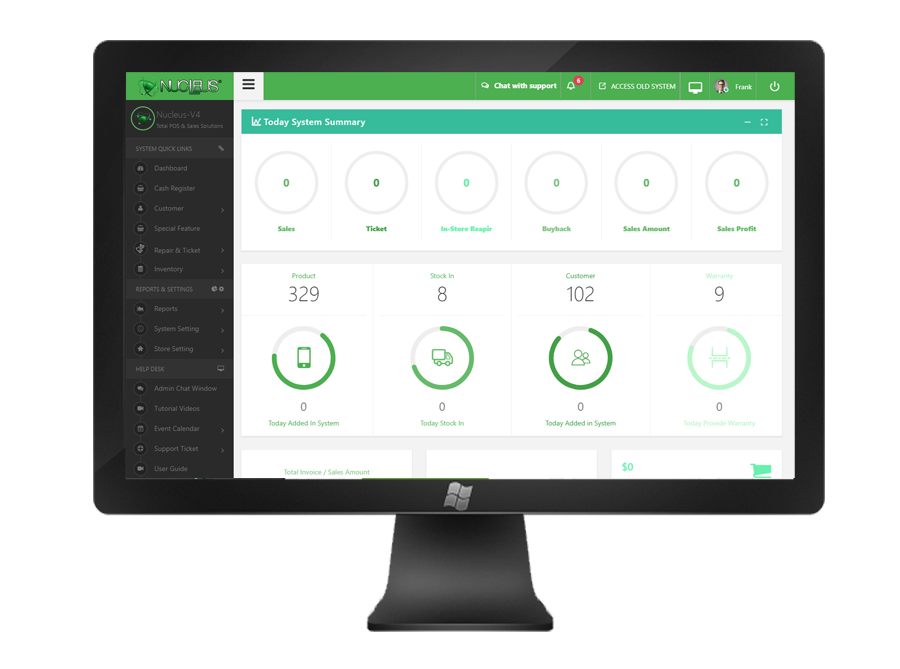 NUCLEUS
Chat with support
6
ACCESS OLD SYSTEM
Frank
Nucleus-V4
Total POS & Sales Solutions
SYSTEM QUICK LINKS
Dashboard
Cash Register
Customer
Special Feature
Repair & Ticket
Inventory
REPORTS & SETTINGS
Reports
System Setting
Store Setting
HELP DESK
Admin Chat Window
Tutorial Videos
Event Calendar
Support Ticket
User Guide
Today System Summary
0 0 0 0 0 0
Sales Ticket In-Store Reapir Buyback Sales Amount Sales Profit
Product Stock In Customer Warranty
329 8 102 9
0 0 0 0
Today Added In System Today Stock In Today Added in System Today Provide Warranty
Total Invoice / Sales Amount
$0